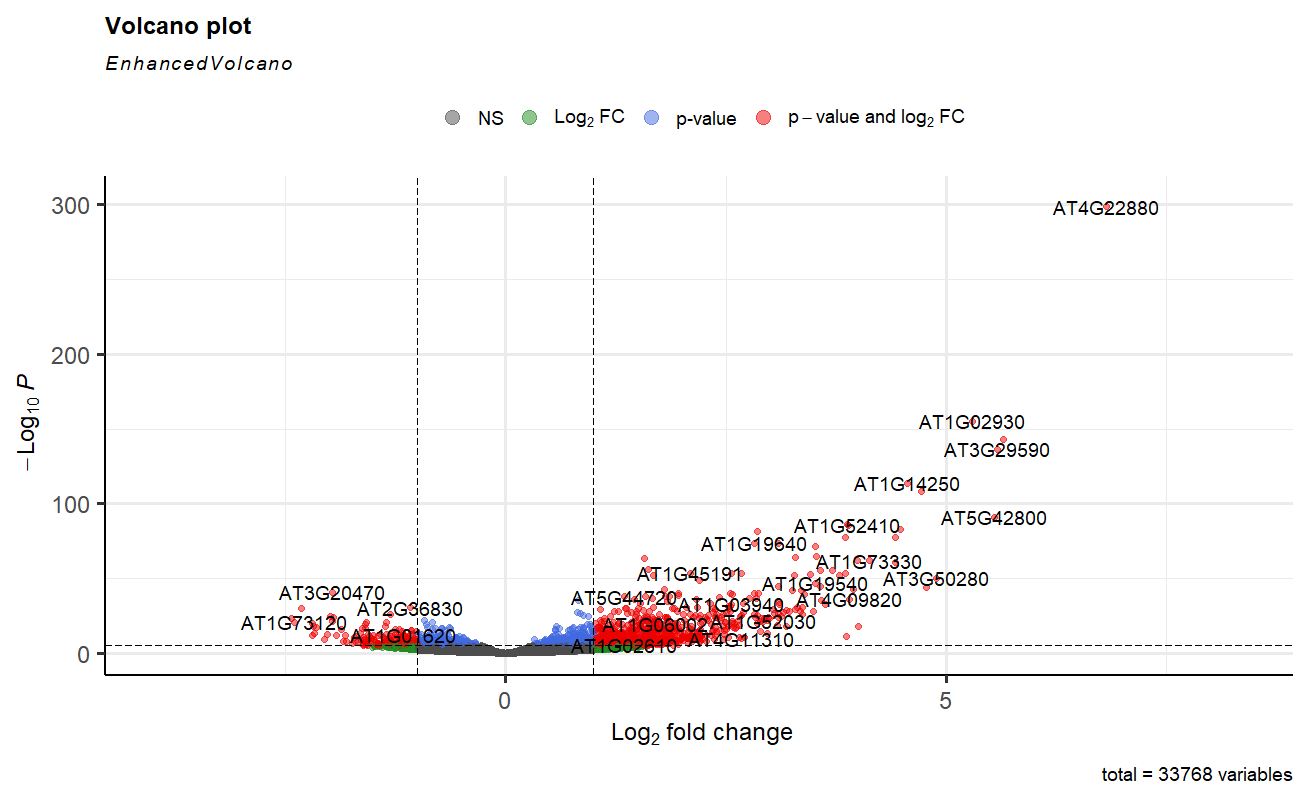 Volcano plot
EnhancedVolcano
NS Log2 FC p-value p − value and log2 FC
300
200
100
0
−Log10 P
AT4G22880
AT1G02930
AT3G29590
AT1G14250
AT5G42800
AT1G52410
AT1G19640
AT1G73330
AT1G45191
AT3G50280
AT1G19540
AT3G20470
AT5G44720
AT4G09820
AT1G03940
AT2G36830
AT1G73120
AT1G06002
AT1G52030
AT1G01620
AT4G11310
AT1G02610
0 5
Log2 fold change
total = 33768 variables